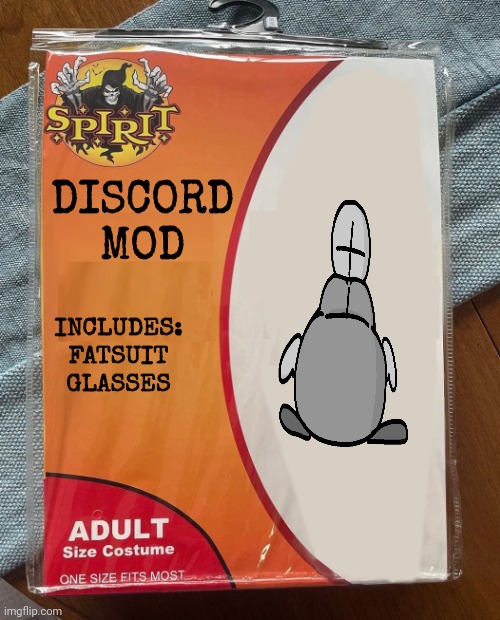 SPIRIT
DISCORD
MOD
INCLUDES:
FATSUIT
GLASSES
ADULT
Size Costume
ONE SIZE FITS MOST
imgflip.com